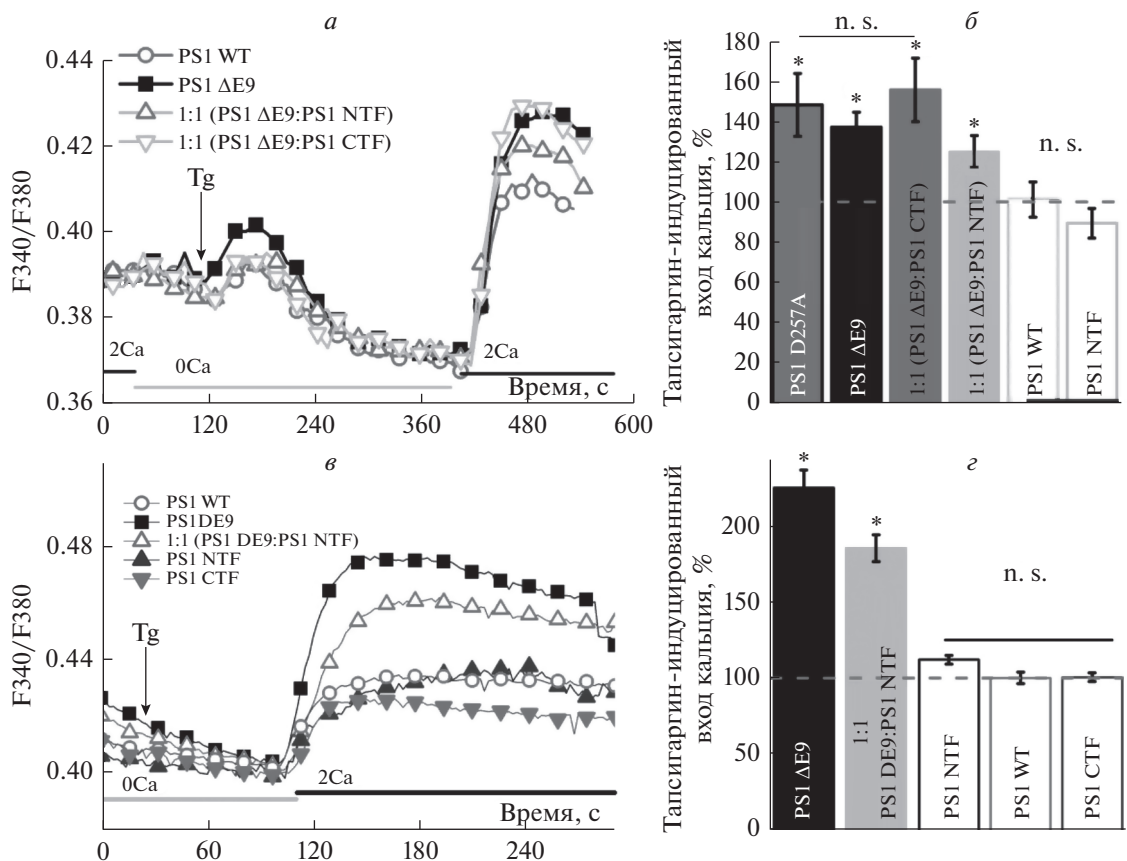 а
PS1 WT
PS1 ΔE9
1:1 (PS1 ΔE9:PS1 NTF)
1:1 (PS1 ΔE9:PS1 CTF)
Tg
2Ca
0Ca
2Ca
Время, с
F340/F380
0.44
0.42
0.40
0.38
0.36
0
120
240
360
480
600
б
n. s.
n. s.
*
*
*
*
Тапсигаргин-индуцированный
вход кальция, %
180
160
140
120
100
80
60
40
20
0
PS1 D257A
PS1 ΔE9
1:1 (PS1 ΔE9:PS1 CTF)
1:1 (PS1 ΔE9:PS1 NTF)
PS1 WT
PS1 NTF
в
PS1 WT
PS1DE9
1:1 (PS1 DE9:PS1 NTF)
PS1 NTF
PS1 CTF
Tg
0Ca
2Ca
Время, с
F340/F380
0.48
0.44
0.40
0
60
120
180
240
г
*
*
n. s.
Тапсигаргин-индуцированный
вход кальция, %
200
150
100
50
0
PS1 ΔE9
1:1
PS1 DE9:PS1 NTF
PS1 NTF
PS1 WT
PS1 CTF